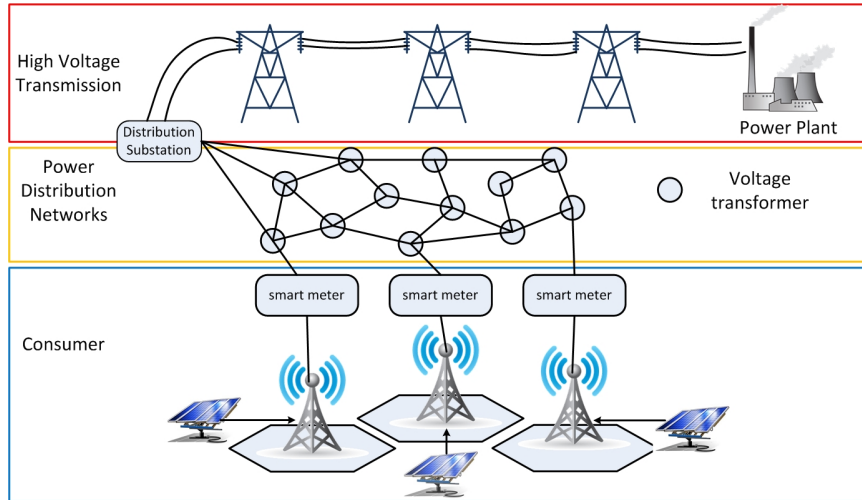 High Voltage
Transmission
Power Plant
Distribution
Substation
Power
Distribution
Networks
Voltage
transformer
smart meter
smart meter
smart meter
Consumer